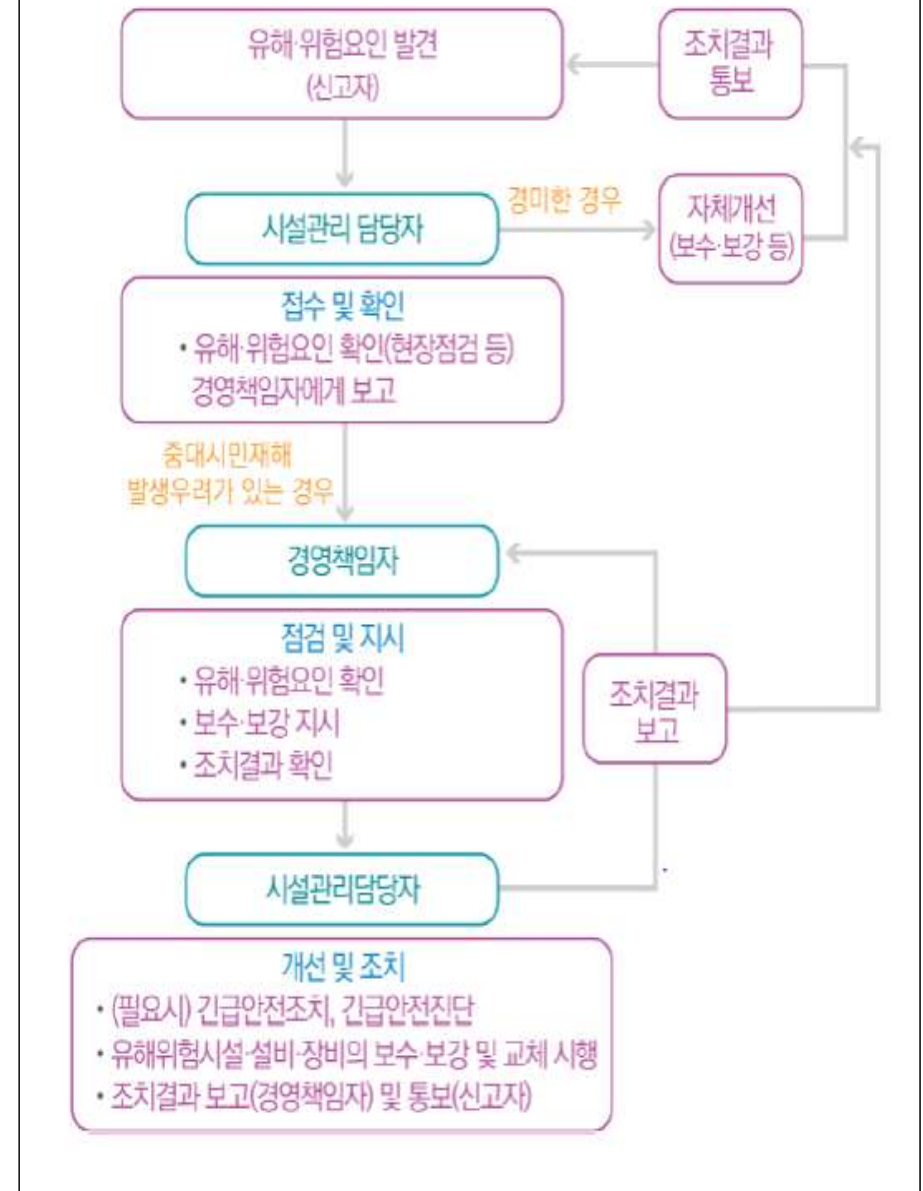 유해·위험요인 발견
(신고자)
조치결과
통보
시설관리 담당자
경미한 경우
자체개선
(보수·보강 등)
접수 및 확인
• 유해·위험요인 확인(현장점검 등)
경영책임자에게 보고
중대시민재해
발생우려가 있는 경우
경영책임자
점검 및 지시
• 유해·위험요인 확인
• 보수·보강 지시
• 조치결과 확인
조치결과
보고
시설관리담당자
개선 및 조치
• (필요시) 긴급안전조치, 긴급안전진단
• 유해위험시설·설비·장비의 보수·보강 및 교체 시행
• 조치결과 보고(경영책임자) 및 통보(신고자)